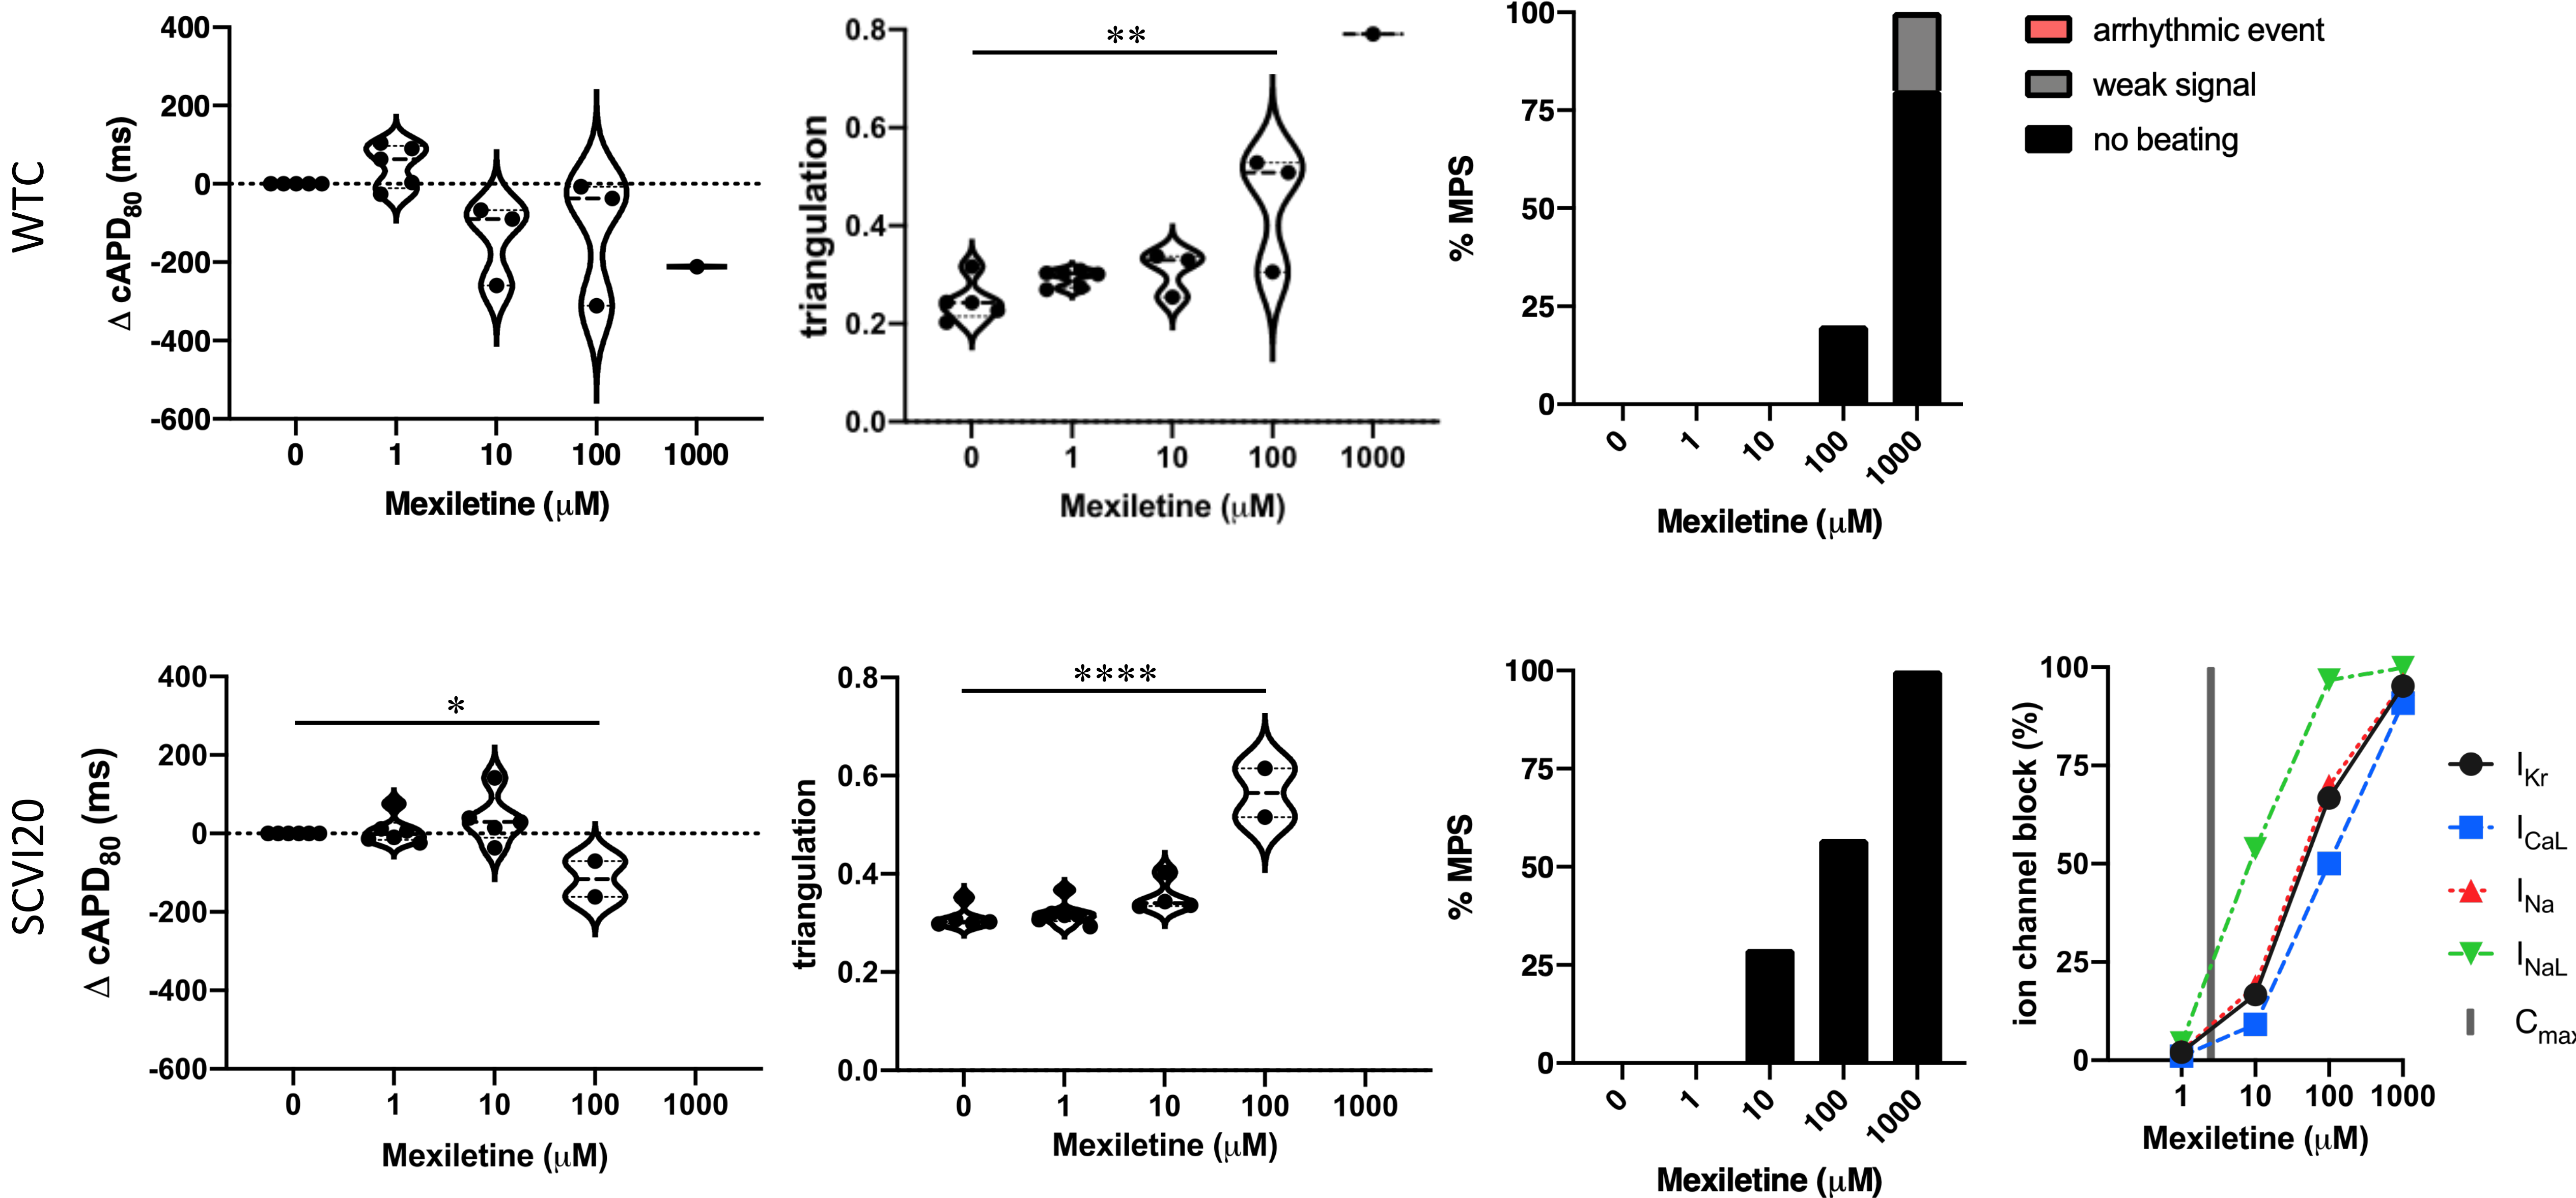 WTC
Δ cAPD80 (ms)
400
200
0
-200
-400
-600
0 1 10 100 1000
Mexiletine (μM)
triangulation
**
0.8
0.6
0.4
0.2
0.0
0 1 10 100 1000
Mexiletine (μM)
% MPS
100
75
50
25
0
0 1 10 100 1000
Mexiletine (μM)
arrhythmic event
weak signal
no beating
SCVI20
Δ cAPD80 (ms)
*
400
200
0
-200
-400
-600
0 1 10 100 1000
Mexiletine (μM)
triangulation
****
0.8
0.6
0.4
0.2
0.0
0 1 10 100 1000
Mexiletine (μM)
% MPS
100
75
50
25
0
0 1 10 100 1000
Mexiletine (μM)
ion channel block (%)
100
75
50
25
0
1 10 100 1000
Mexiletine (μM)
IKr
ICaL
INa
INaL
Cmax